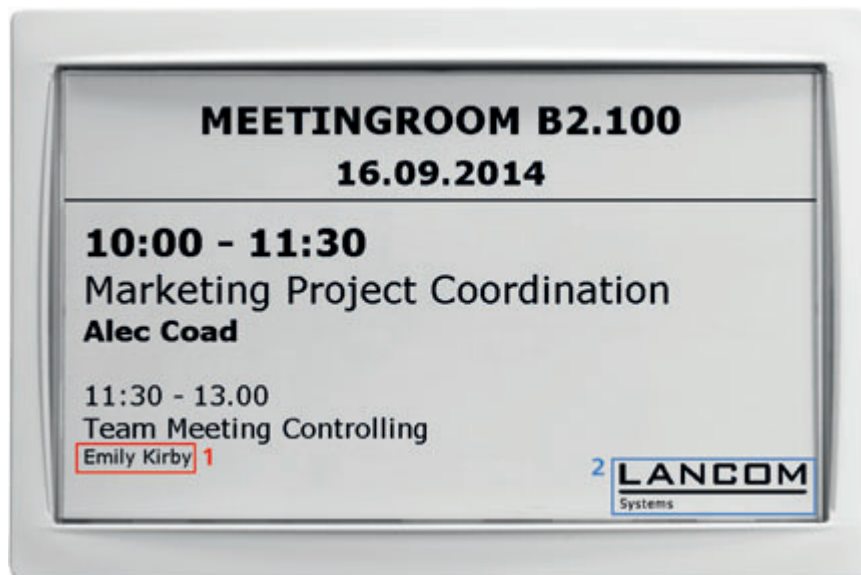 MEETINGROOM B2.100
16.09.2014
10:00 - 11:30
Marketing Project Coordination
Alec Coad
11:30 - 13.00
Team Meeting Controlling
Emily Kirby 1
2 LANCOM
Systems